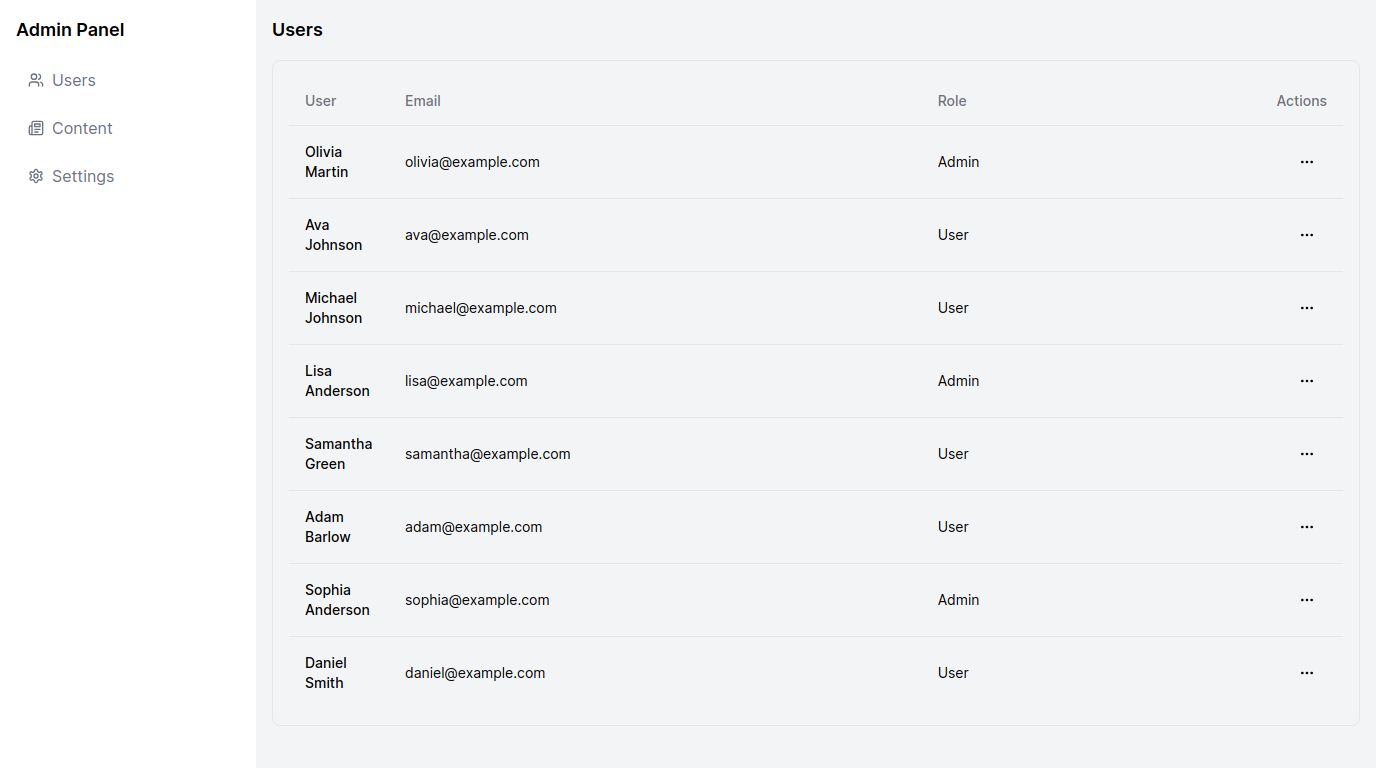 Admin Panel
Users
Content
Settings
Users
User Email Role Actions
Olivia
Martin
olivia@example.com Admin
Ava
Johnson
ava@example.com User
Michael
Johnson
michael@example.com User
Lisa
Anderson
lisa@example.com Admin
Samantha
Green
samantha@example.com User
Adam
Barlow
adam@example.com User
Sophia
Anderson
sophia@example.com Admin
Daniel
Smith
daniel@example.com User